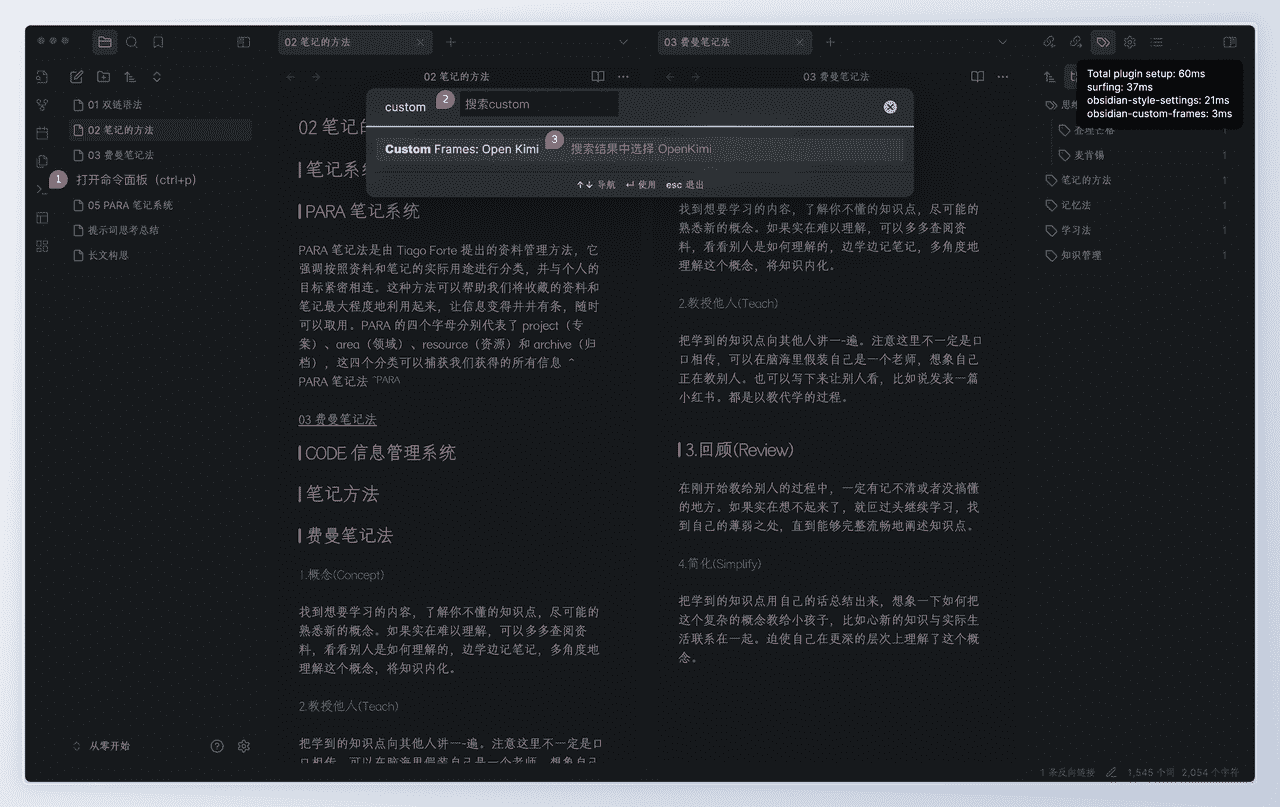 02 笔记的方法
03 费曼笔记法
Total plugin setup: 60ms
surfing: 37ms
obsidian-style-settings: 21ms
obsidian-custom-frames: 3ms
01 双链语法
02 笔记的方法
03 费曼笔记法
1 打开命令面板（ctrl+p）
05 PARA 笔记系统
提示词思考总结
长文构思
从零开始
02 笔记的方法
custom
2 搜索custom
Custom Frames: Open Kimi
3 搜索结果中选择 OpenKimi
↑↓ 导航 ↵ 使用 esc 退出
02 笔记的
笔记系
PARA 笔记系统
PARA 笔记法是由 Tiago Forte 提出的资料管理方法，它
强调按照资料和笔记的实际用途进行分类，并与个人的
目标紧密相连。这种方法可以帮助我们将收藏的资料和
笔记最大程度地利用起来，让信息变得井井有条，随时
可以取用。PARA 的四个字母分别代表了 project（专
案）、area（领域）、resource（资源）和 archive（归
档），这四个分类可以捕获我们获得的所有信息 ^
PARA 笔记法 ^PARA
03 费曼笔记法
CODE 信息管理系统
笔记方法
费曼笔记法
1.概念(Concept)
找到想要学习的内容，了解你不懂的知识点，尽可能的
熟悉新的概念。如果实在难以理解，可以多多查阅资
料，看看别人是如何理解的，边学边记笔记，多角度地
理解这个概念，将知识内化。
2.教授他人(Teach)
把学到的知识点向其他人讲一-遍。注意这里不一定是口
口相传，可以在脑海里假装自己是一个老师，想象自己
03 费曼笔记法
找到想要学习的内容，了解你不懂的知识点，尽可能的
熟悉新的概念。如果实在难以理解，可以多多查阅资
料，看看别人是如何理解的，边学边记笔记，多角度地
理解这个概念，将知识内化。
2.教授他人(Teach)
把学到的知识点向其他人讲一-遍。注意这里不一定是口
口相传，可以在脑海里假装自己是一个老师，想象自己
正在教别人。也可以写下来让别人看，比如说发表一篇
小红书。都是以教代学的过程。
3.回顾(Review)
在刚开始教给别人的过程中，一定有记不清或者没搞懂
的地方。如果实在想不起来了，就叵过头继续学习，找
到自己的薄弱之处，直到能够完整流畅地阐述知识点。
4.简化(Simplify)
把学到的知识点用自己的话总结出来，想象一下如何把
这个复杂的概念教给小孩子，比如心新的知识与实际生
活联系在一起。迫使自己在更深的层次上理解了这个概
念。
思维
查理芒格
麦肯锡 1
笔记的方法 1
记忆法 1
学习法 1
知识管理 1
1 条反向链接 1,545 个词 2,054 个字符